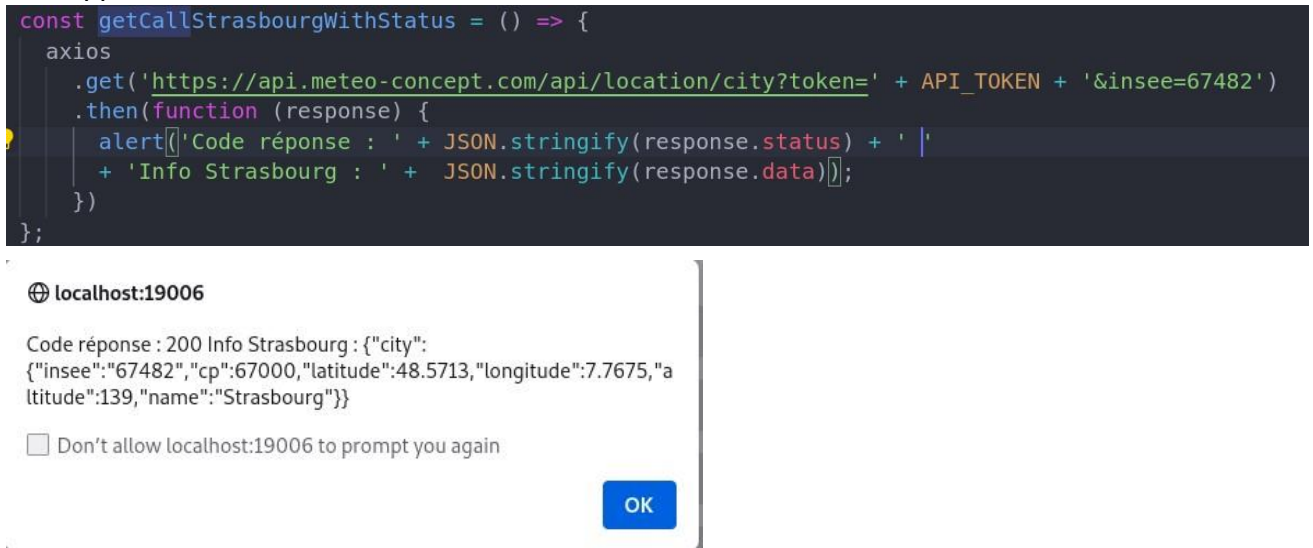 const getCallStrasbourgWithStatus = () => {
axios
.get('https://api.meteo-concept.com/api/location/city?token=' + API_TOKEN + '&insee=67482')
.then(function (response) {
alert('Code réponse : ' + JSON.stringify(response.status) + ' '
+ 'Info Strasbourg : ' + JSON.stringify(response.data));
})
};
localhost:19006
Code réponse : 200 Info Strasbourg : {"city":
{"insee":"67482","cp":67000,"latitude":48.5713,"longitude":7.7675,"a
ltitude":139,"name":"Strasbourg"}}
Don't allow localhost:19006 to prompt you again
OK